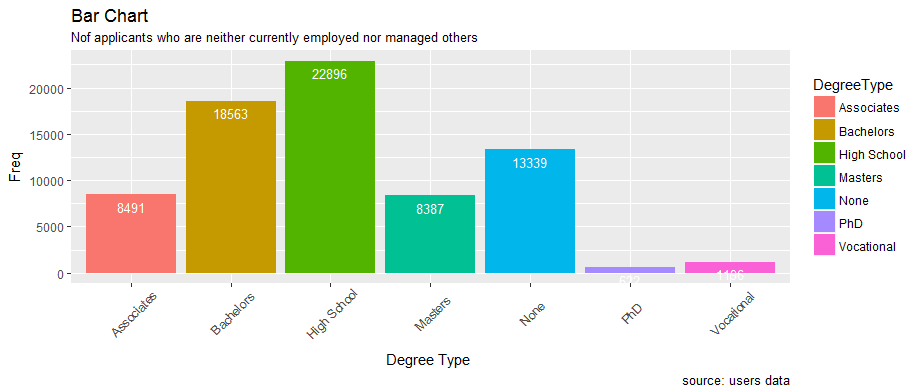 Bar Chart
Nof applicants who are neither currently employed nor managed others
Freq
20000
15000
10000
5000
0
8491
18563
22896
8387
13339
Associates
Bachelors
High School
Masters
None
PhD
Vocational
Degree Type
DegreeType
Associates
Bachelors
High School
Masters
None
PhD
Vocational
source: users data